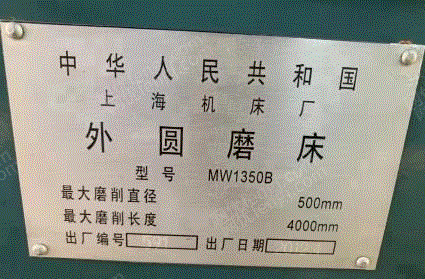 中华人民共和国
上海机床厂
外圆磨床
型号 MW1350B
最大磨削直径 500mm
最大磨削长度 4000mm
出厂编号 出厂日期